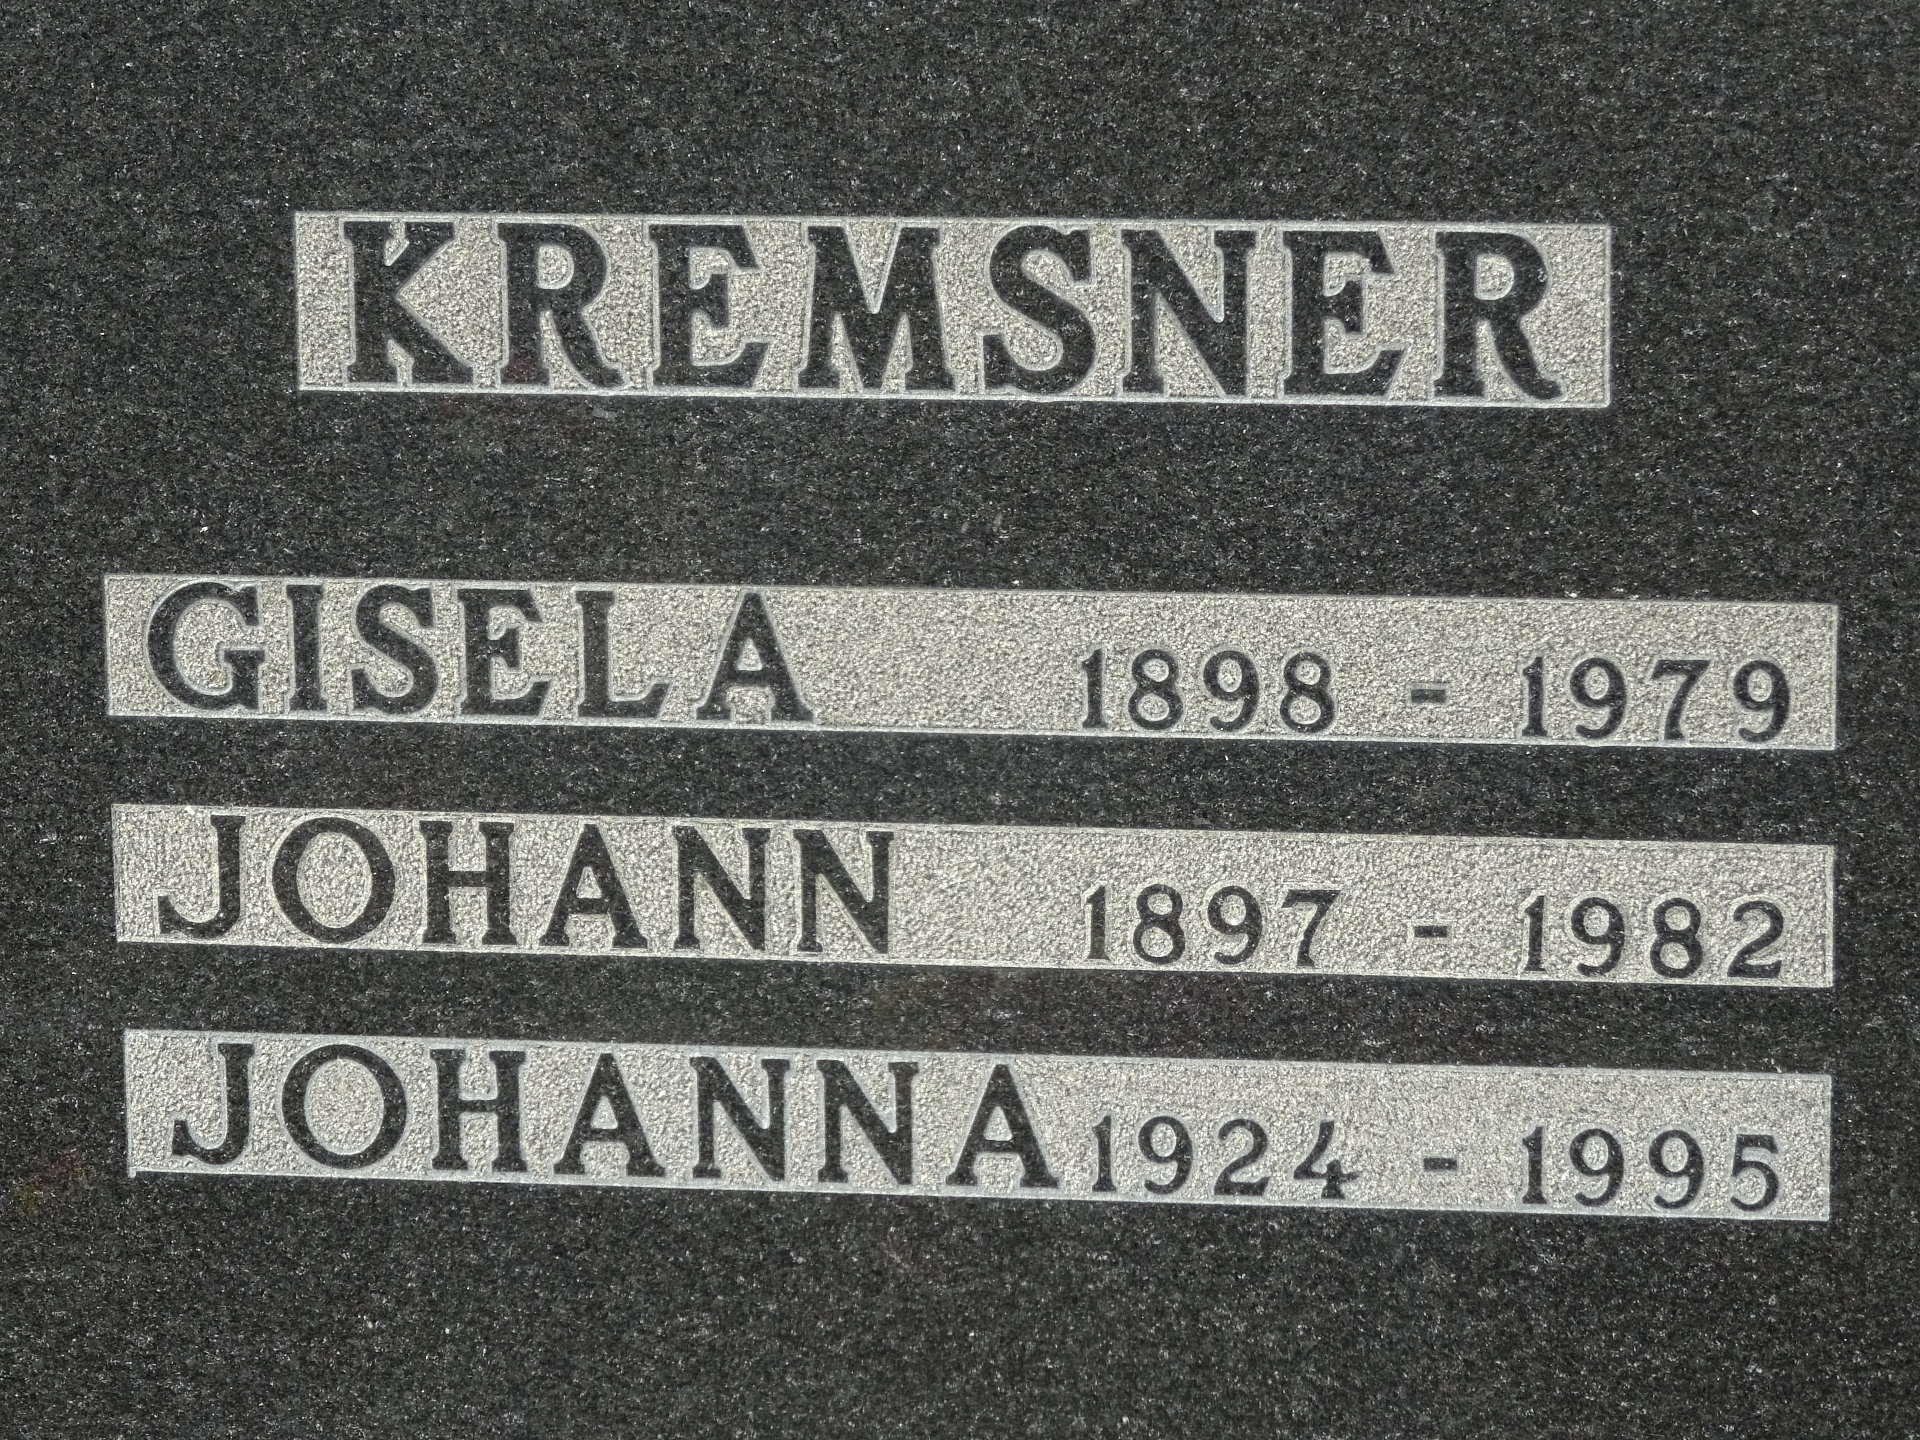 KREMSNER
GISELA 1898 - 1979
JOHANN 1897 - 1982
JOHANNA 1924 - 1995